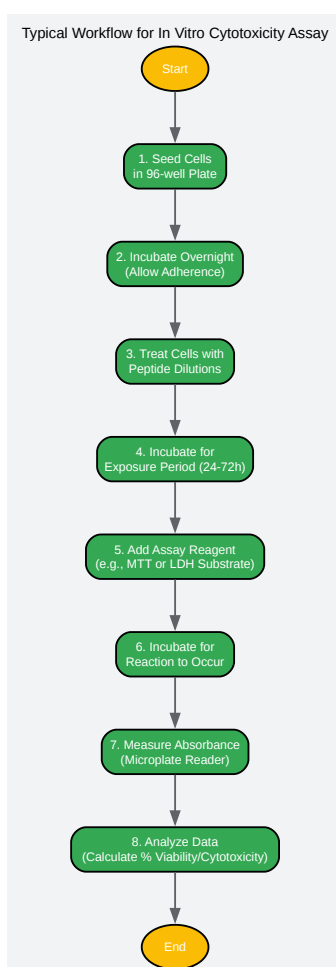 Typical Workflow for In Vitro Cytotoxicity Assay
Start
1. Seed Cells
in 96-well Plate
2. Incubate Overnight
(Allow Adherence)
3. Treat Cells with
Peptide Dilutions
4. Incubate for
Exposure Period (24-72h)
5. Add Assay Reagent
(e.g., MTT or LDH Substrate)
6. Incubate for
Reaction to Occur
7. Measure Absorbance
(Microplate Reader)
8. Analyze Data
(Calculate % Viability/Cytotoxicity)
End